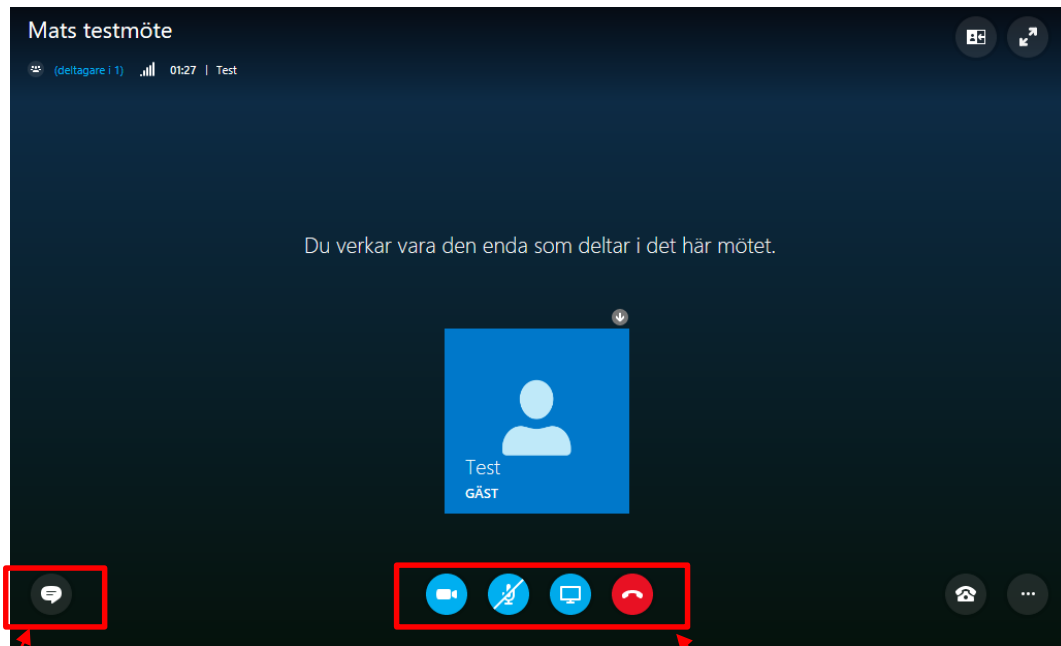 Mats testmöte
(deltagare i 1) 01:27 | Test
Du verkar vara den enda som deltar i det här mötet.
Test
GÄST